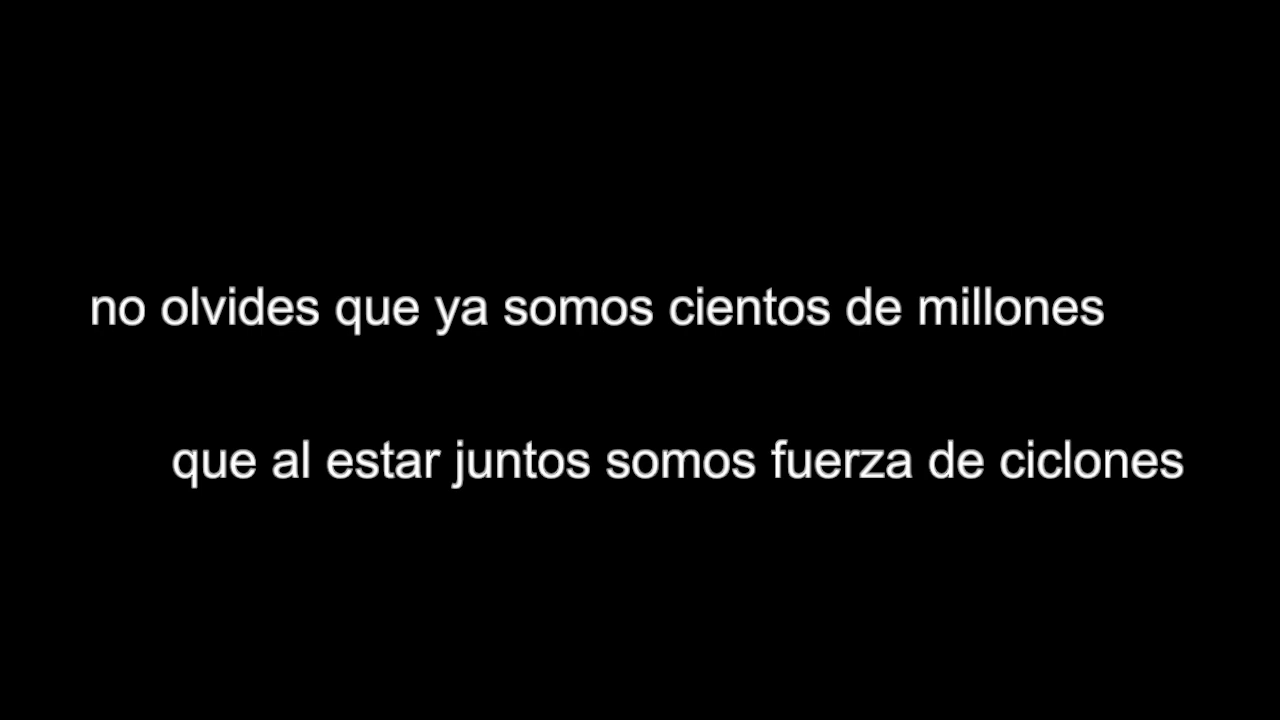 no olvides que ya somos cientos de millones
que al estar juntos somos fuerza de ciclones